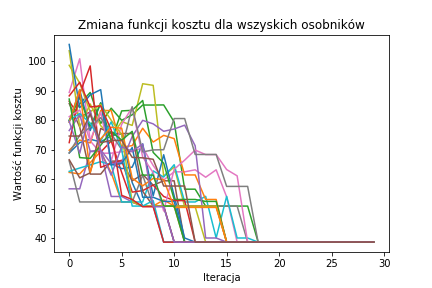 Zmiana funkcji kosztu dla wszyskich osobników
Wartość funkcji kosztu
100
90
80
70
60
50
40
0 5 10 15 20 25 30
Iteracja